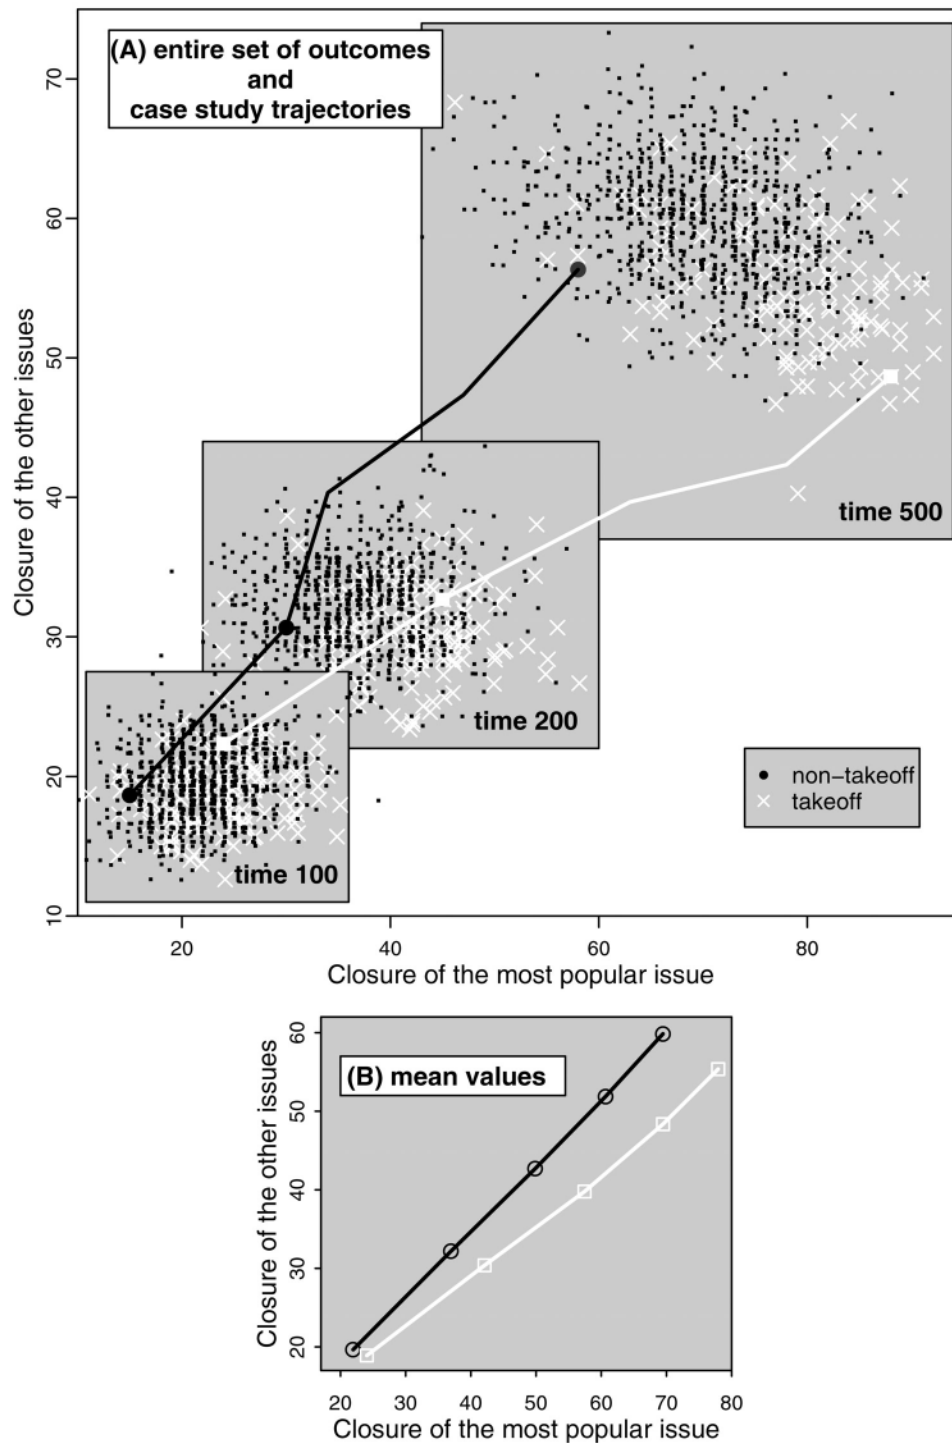 (A) entire set of outcomes
and
case study trajectories
Closure of the other issues
70
60
50
40
30
20
10
time 500
time 200
time 100
non−takeoff
takeoff
20
40
60
80
Closure of the most popular issue
(B) mean values
Closure of the other issues
60
50
40
30
20
20
30
40
50
60
70
80
Closure of the most popular issue